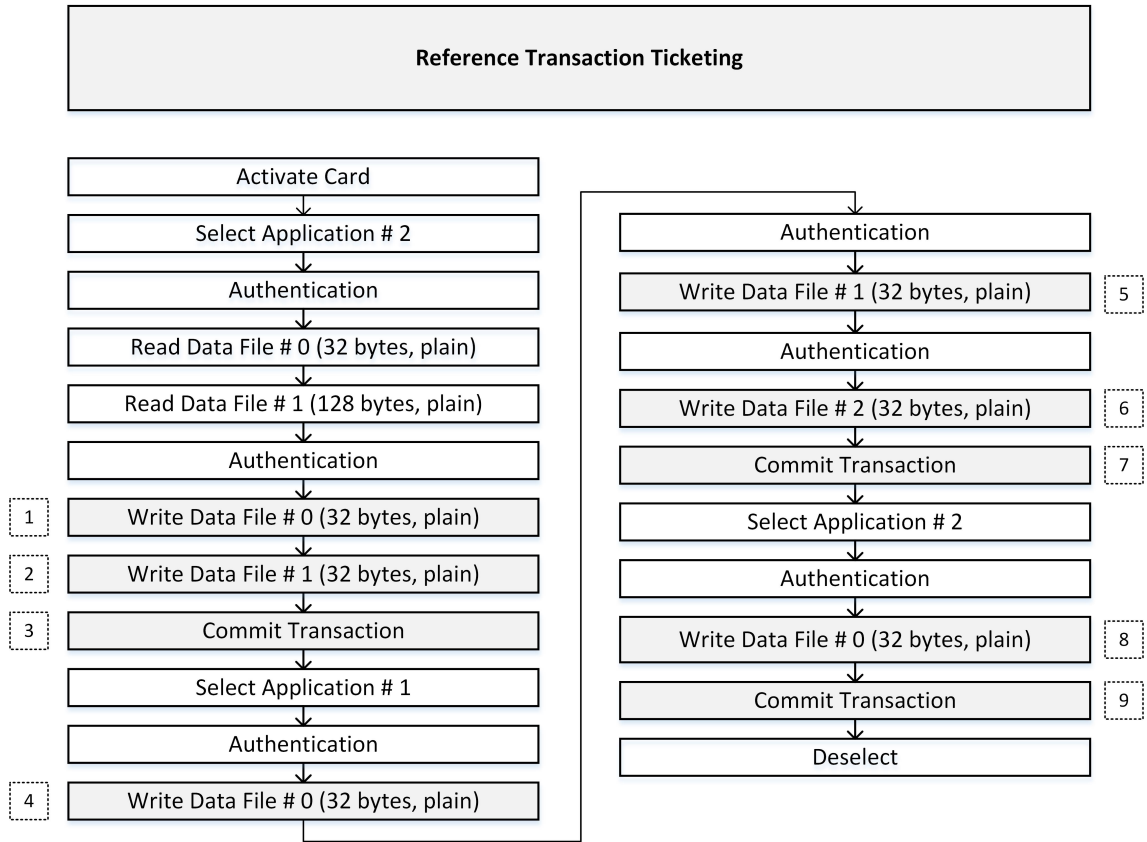 Reference Transaction Ticketing
Activate Card
Select Application # 2
Authentication
Read Data File # 0 (32 bytes, plain)
Read Data File # 1 (128 bytes, plain)
Authentication
1
Write Data File # 0 (32 bytes, plain)
2
Write Data File # 1 (32 bytes, plain)
3
Commit Transaction
Select Application # 1
Authentication
4
Write Data File # 0 (32 bytes, plain)
Authentication
Write Data File # 1 (32 bytes, plain)
5
Authentication
Write Data File # 2 (32 bytes, plain)
6
Commit Transaction
7
Select Application # 2
Authentication
Write Data File # 0 (32 bytes, plain)
8
Commit Transaction
9
Deselect